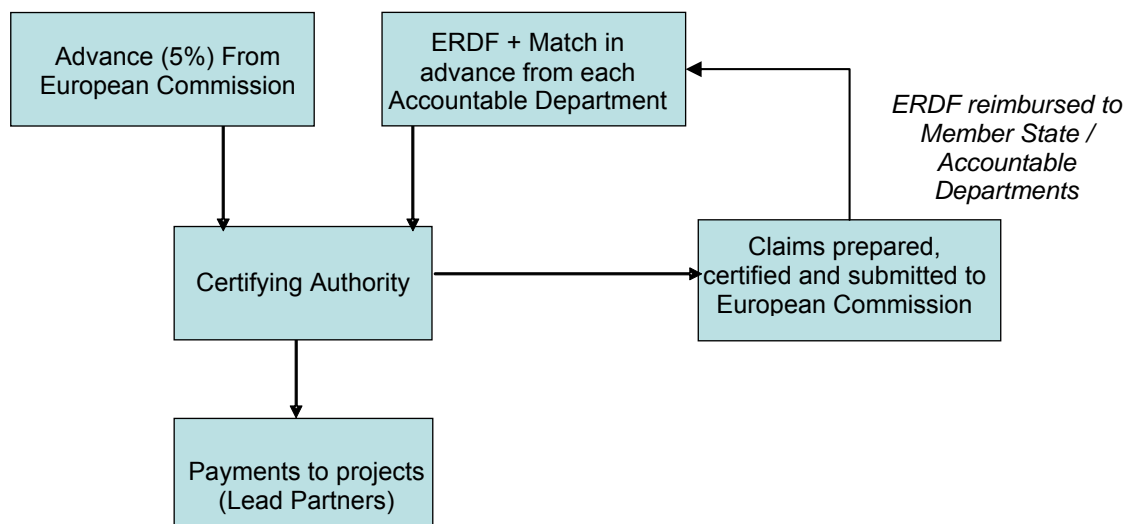 Advance (5%) From
European Commission
ERDF + Match in
advance from each
Accountable Department
ERDF reimbursed to
Member State /
Accountable
Departments
Certifying Authority
Claims prepared,
certified and submitted to
European Commission
Payments to projects
(Lead Partners)